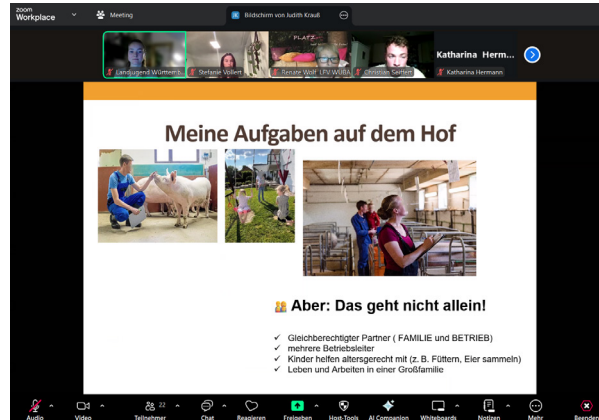 zoom
Workplace
Meeting
JK Bildschirm von Judith Krauß
PLATZ
Landjugend Württemb
Stefanie Vollert
Renate Wolf LFV WÜBA
Christian Seiffert
Katharina Herm...
Katharina Hermann
Meine Aufgaben auf dem Hof
Aber: Das geht nicht allein!
✓ Gleichberechtigter Partner ( FAMILIE und BETRIEB)
✓ mehrere Betriebsleiter
✓ Kinder helfen altersgerecht mit (z. B. Füttern, Eier sammeln)
✓ Leben und Arbeiten in einer Großfamilie
22
Audio
Video
Teilnehmer
Chat
Reagieren
Freigeben
Host-Tools
AI Companion
Whiteboards
Notizen
Mehr
Beenden